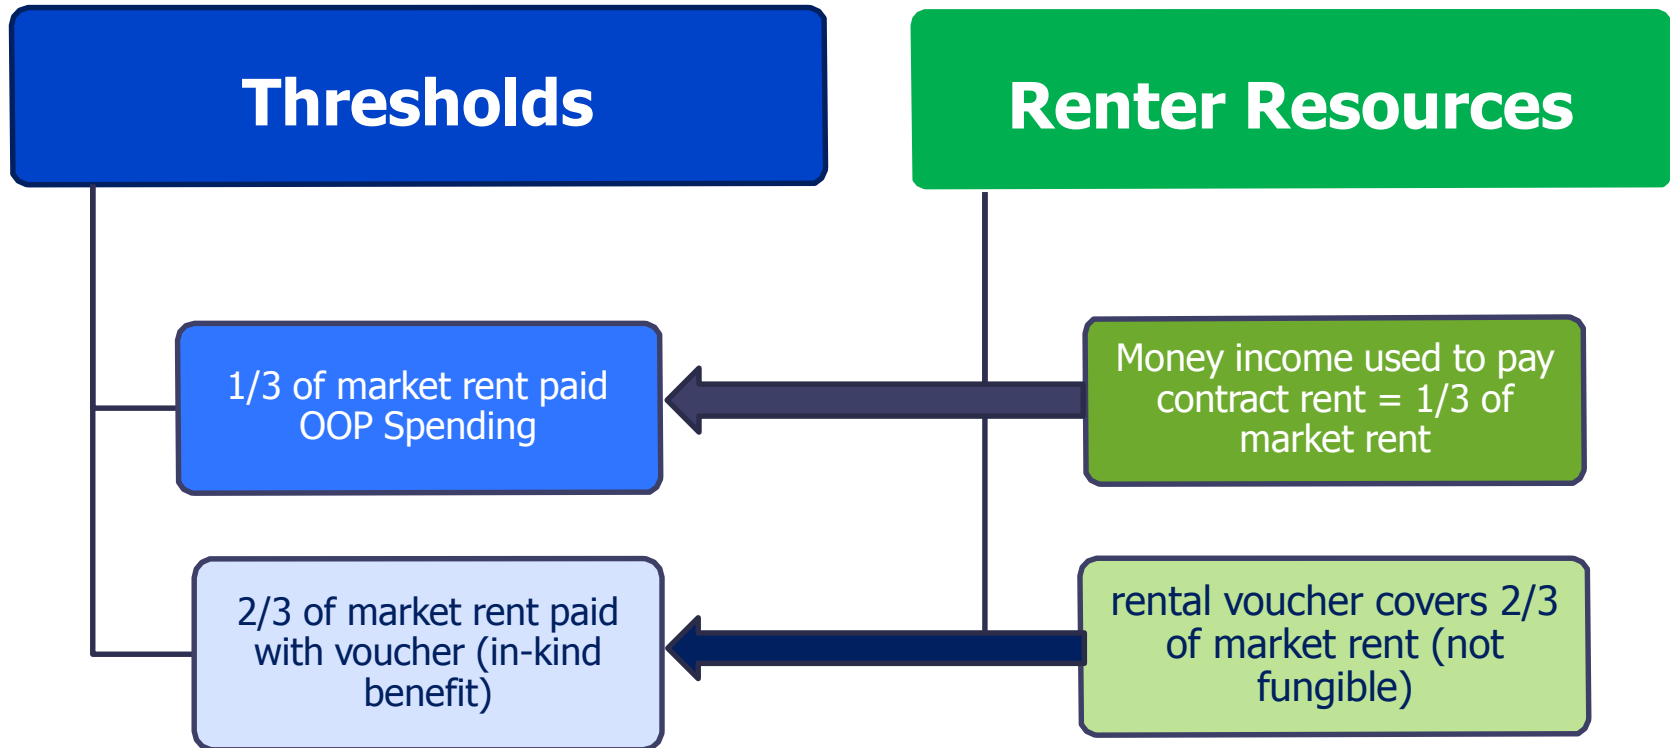 Thresholds
Renter Resources
1/3 of market rent paid
OOP Spending
Money income used to pay
contract rent = 1/3 of
market rent
2/3 of market rent paid
with voucher (in-kind
benefit)
rental voucher covers 2/3
of market rent (not
fungible)